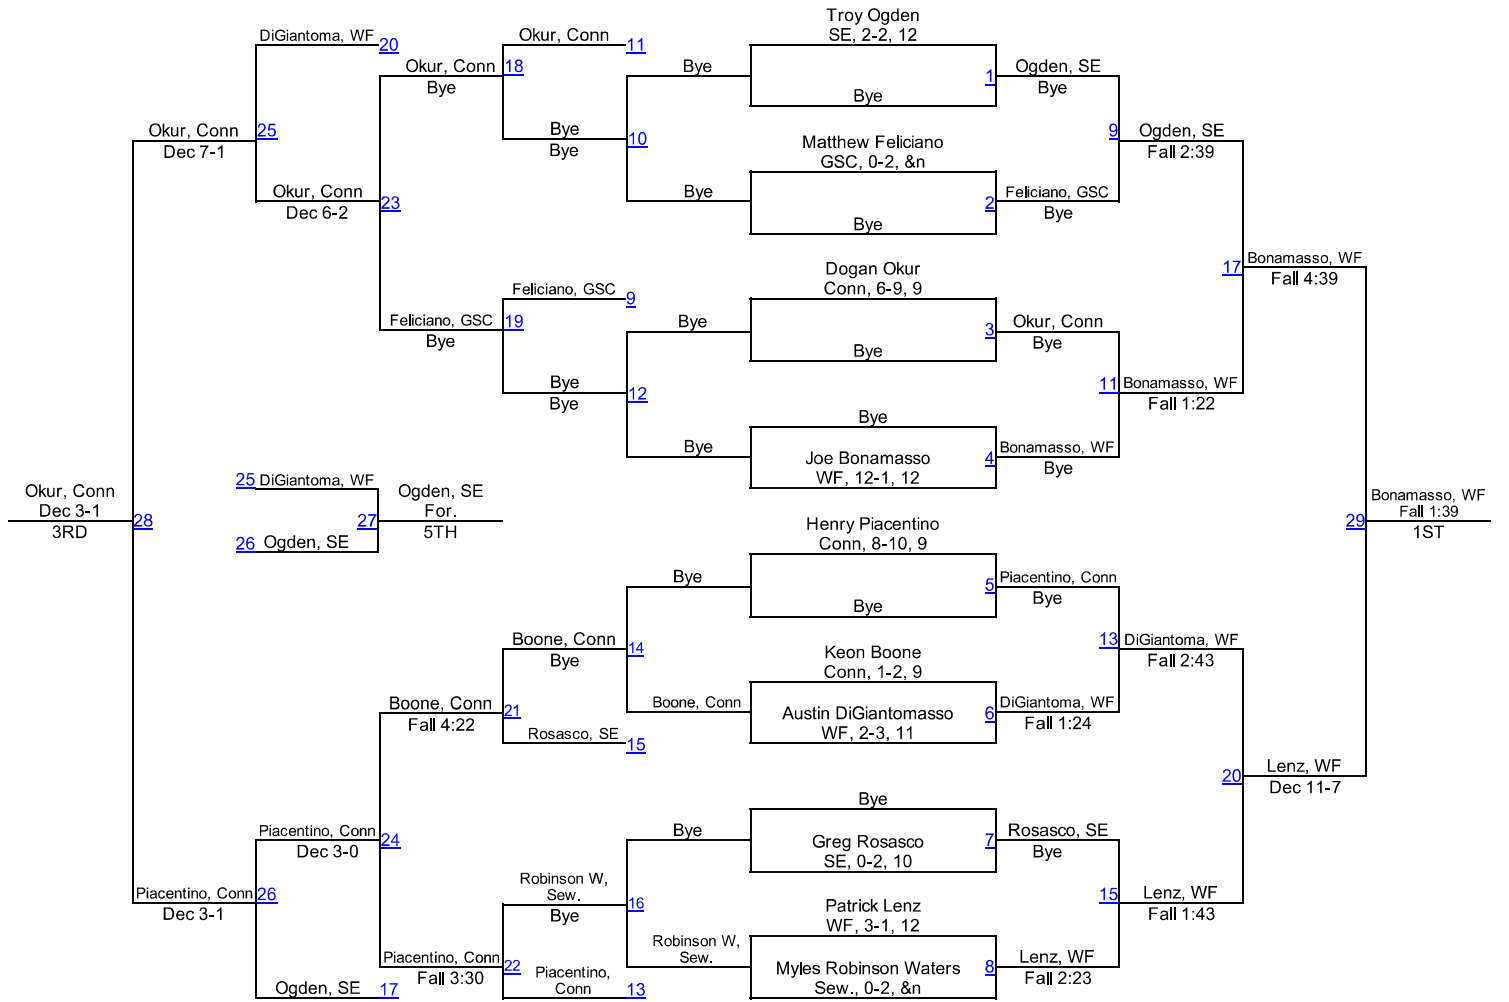 Troy Ogden
SE, 2-2, 12
DiGiantoma, WF
20
Okur, Conn
11
Okur, Conn
18
Bye
Bye
1
Ogden, SE
Bye
Bye
Okur, Conn
25
Dec 7-1
Bye
10
Bye
Matthew Feliciano
GSC, 0-2, &n
9
Ogden, SE
Fall 2:39
Okur, Conn
23
Dec 6-2
Bye
2
Feliciano, GSC
Bye
Bye
Dogan Okur
Conn, 6-9, 9
17
Bonamasso, WF
Fall 4:39
Feliciano, GSC
9
Feliciano, GSC
19
Bye
Bye
3
Okur, Conn
Bye
Bye
Bye
12
Bye
11
Bonamasso, WF
Fall 1:22
Bye
Bye
Joe Bonamasso
WF, 12-1, 12
4
Bonamasso, WF
Bye
25
DiGiantoma, WF
Okur, Conn
Dec 3-1
3RD
28
27
Ogden, SE
For.
5TH
26
Ogden, SE
Henry Piacentino
Conn, 8-10, 9
29
Bonamasso, WF
Fall 1:39
1ST
Bye
5
Piacentino, Conn
Bye
Bye
Boone, Conn
14
Bye
Keon Boone
Conn, 1-2, 9
13
DiGiantoma, WF
Fall 2:43
Boone, Conn
21
Fall 4:22
Boone, Conn
Austin DiGiantomasso
WF, 2-3, 11
6
DiGiantoma, WF
Fall 1:24
Rosasco, SE
15
20
Lenz, WF
Dec 11-7
Bye
Piacentino, Conn
24
Dec 3-0
Bye
Greg Rosasco
SE, 0-2, 10
7
Rosasco, SE
Bye
Piacentino, Conn
26
Dec 3-1
Robinson W,
Sew.
16
Bye
Patrick Lenz
WF, 3-1, 12
15
Lenz, WF
Fall 1:43
Piacentino, Conn
22
Fall 3:30
Robinson W,
Sew.
Myles Robinson Waters
Sew., 0-2, &n
8
Lenz, WF
Fall 2:23
Ogden, SE
17
Piacentino,
Conn
13